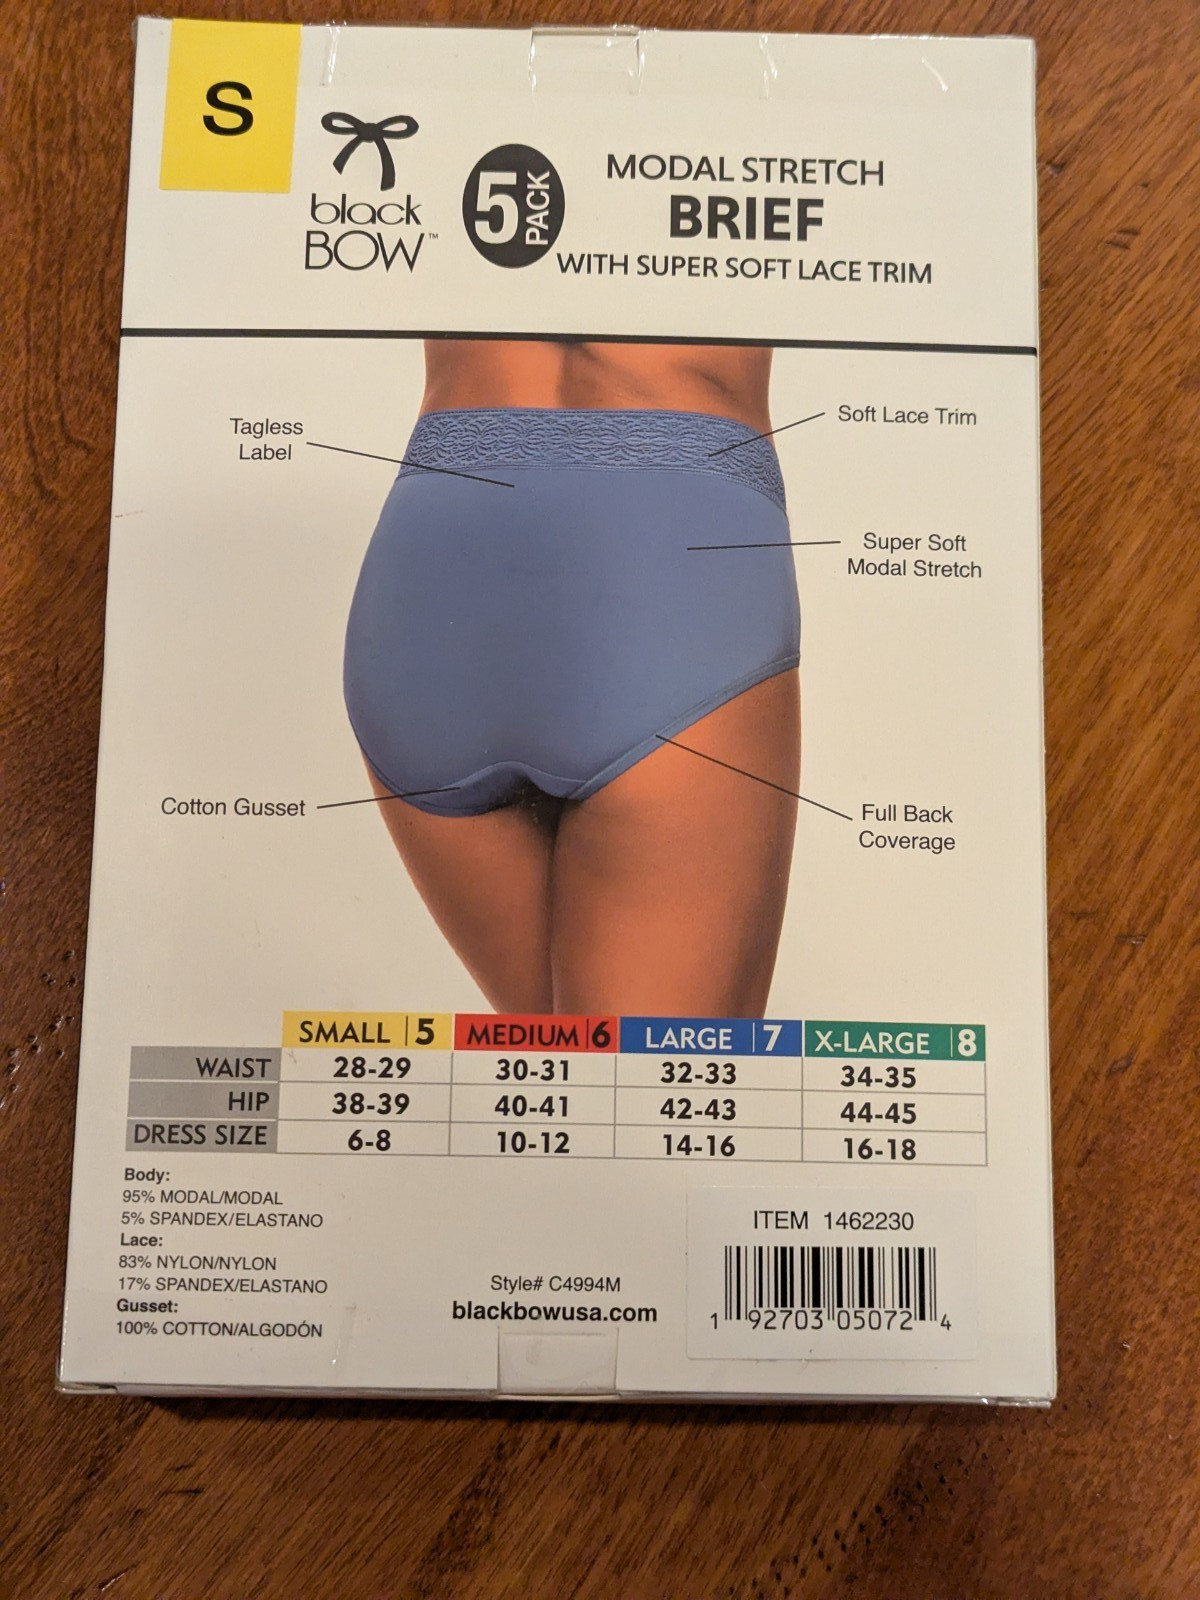 S
black
BOW™
5 PACK
MODAL STRETCH
BRIEF
WITH SUPER SOFT LACE TRIM
Tagless
Label
Soft Lace Trim
Super Soft
Modal Stretch
Cotton Gusset
Full Back
Coverage
SMALL | 5 MEDIUM | 6 LARGE | 7 X-LARGE | 8
WAIST 28-29 30-31 32-33 34-35
HIP 38-39 40-41 42-43 44-45
DRESS SIZE 6-8 10-12 14-16 16-18
Body:
95% MODAL/MODAL
5% SPANDEX/ELASTANO
Lace:
83% NYLON/NYLON
17% SPANDEX/ELASTANO
Gusset:
100% COTTON/ALGODÓN
Style# C4994M
blackbowusa.com
ITEM 1462230
1 92703 05072 4